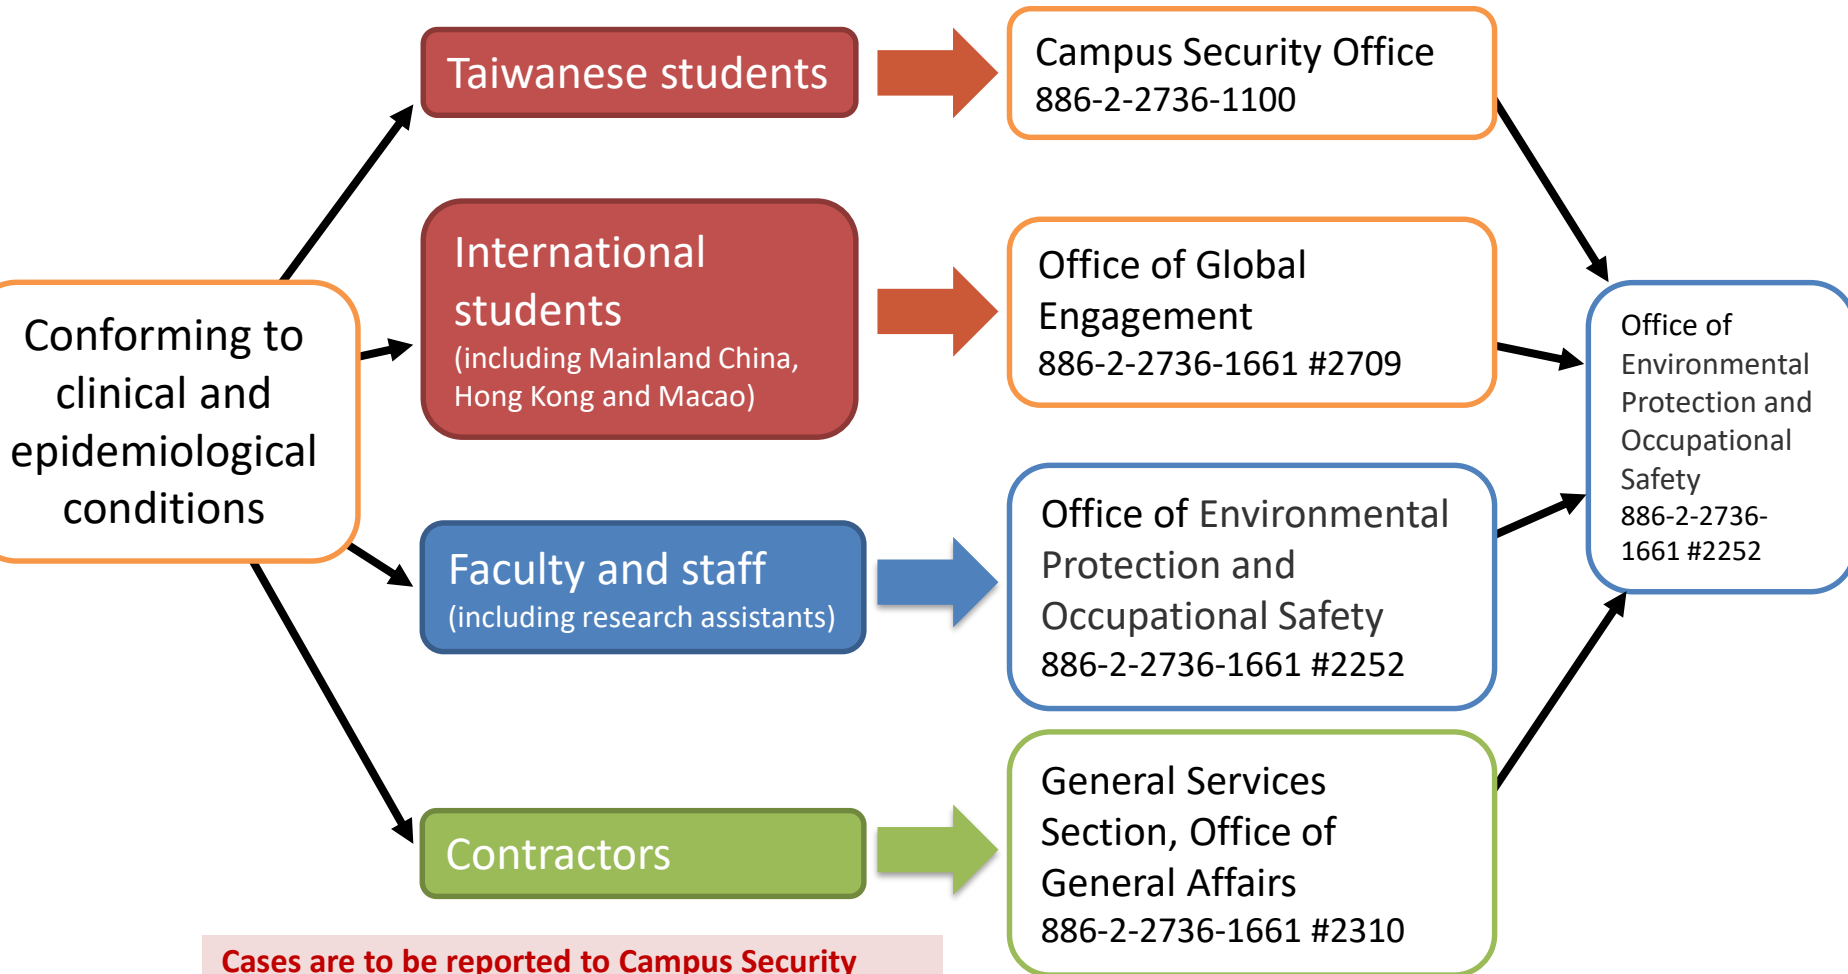 Conforming to
clinical and
epidemiological
conditions
Taiwanese students
Campus Security Office
886-2-2736-1100
International
students
(including Mainland China,
Hong Kong and Macao)
Office of Global
Engagement
886-2-2736-1661 #2709
Faculty and staff
(including research assistants)
Office of Environmental
Protection and
Occupational Safety
886-2-2736-1661 #2252
Contractors
General Services
Section, Office of
General Affairs
886-2-2736-1661 #2310
Office of
Environmental
Protection and
Occupational
Safety
886-2-2736-
1661 #2252
Cases are to be reported to Campus Security